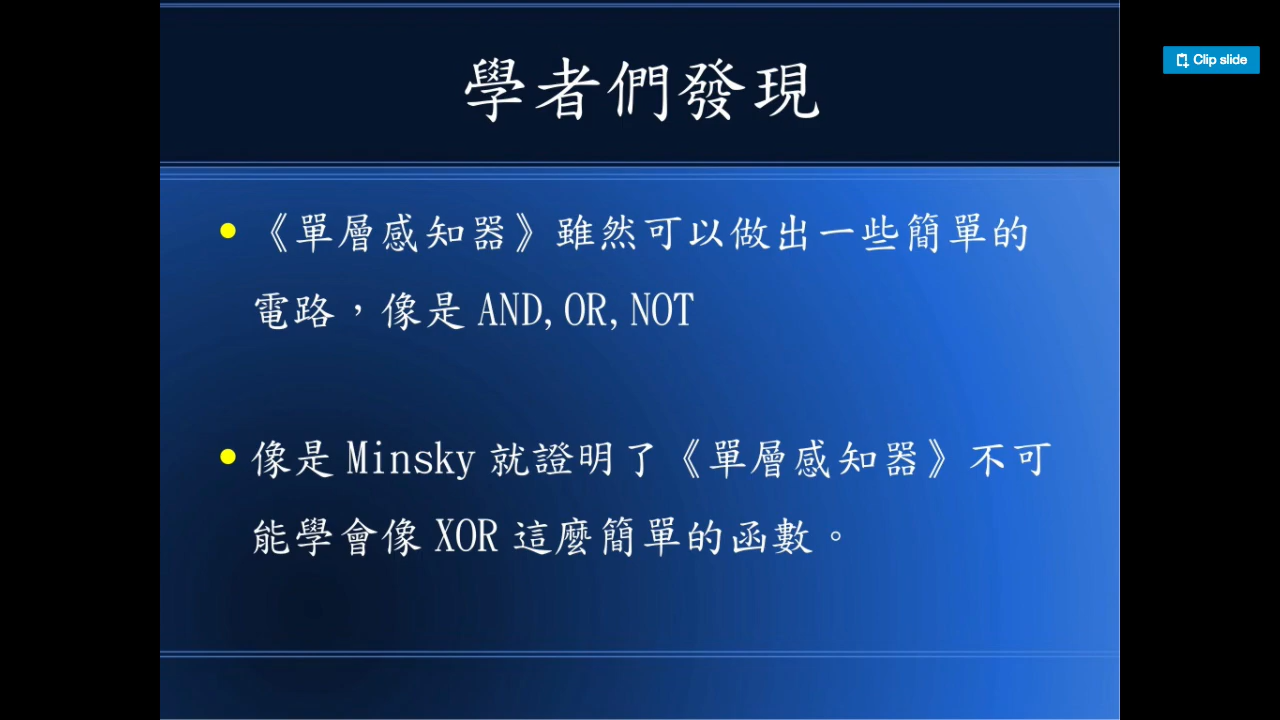 Clip slide
學者們發現
《單層感知器》雖然可以做出一些簡單的
電路，像是 AND,OR,NOT
像是 Minsky 就證明了《單層感知器》不可
能學會像 XOR 這麼簡單的函數。